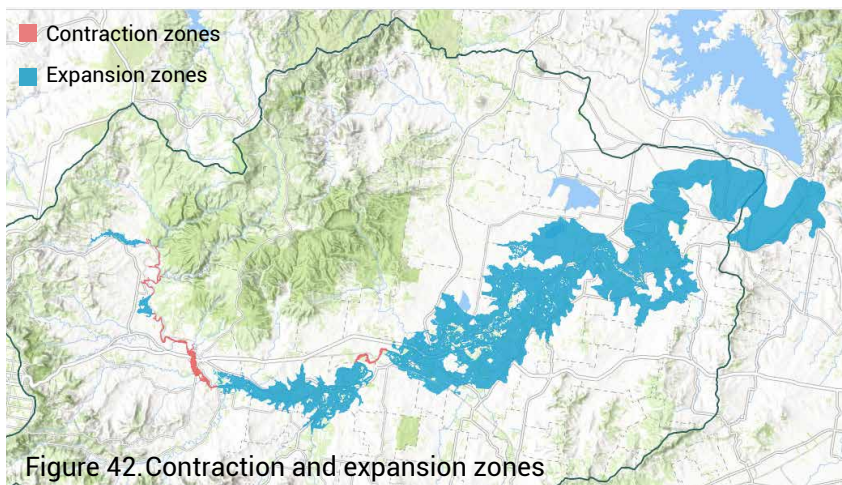 Contraction zones
Expansion zones
Figure 42.Contraction and expansion zones